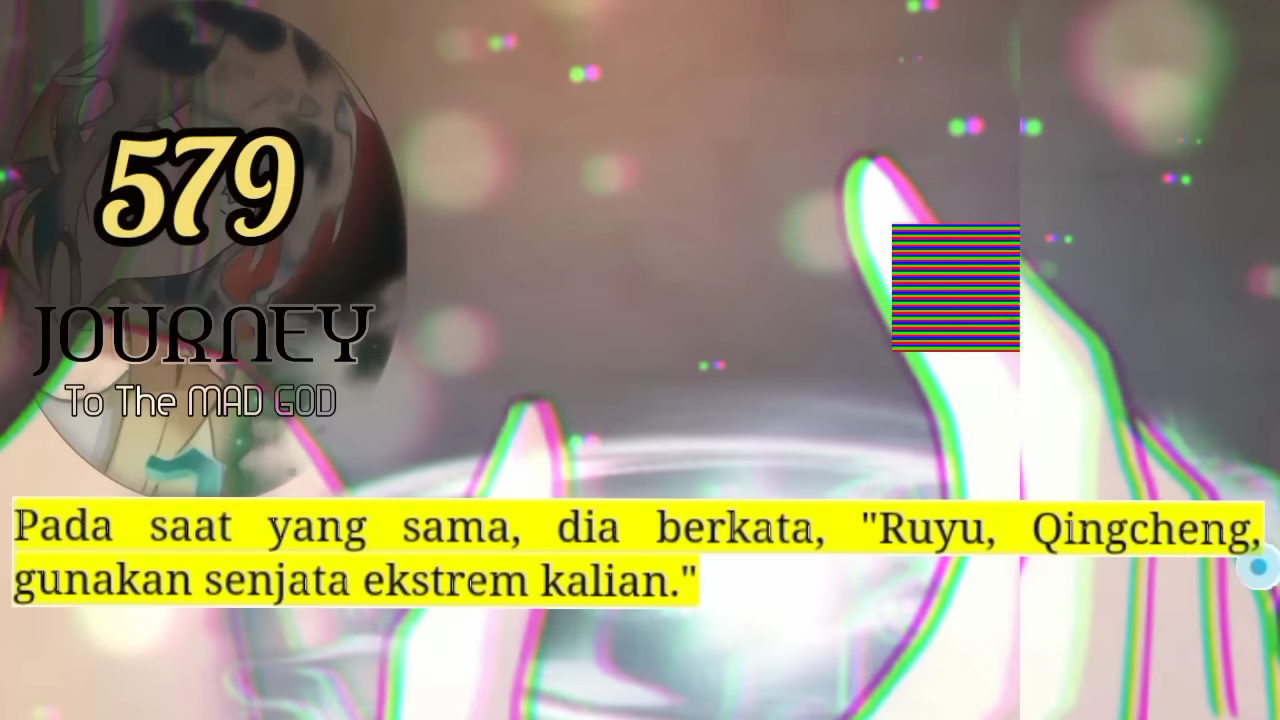 579
JOURNEY
To The MAD GOD
Pada saat yang sama, dia berkata, "Ruyu, Qingcheng,
gunakan senjata ekstrem kalian."